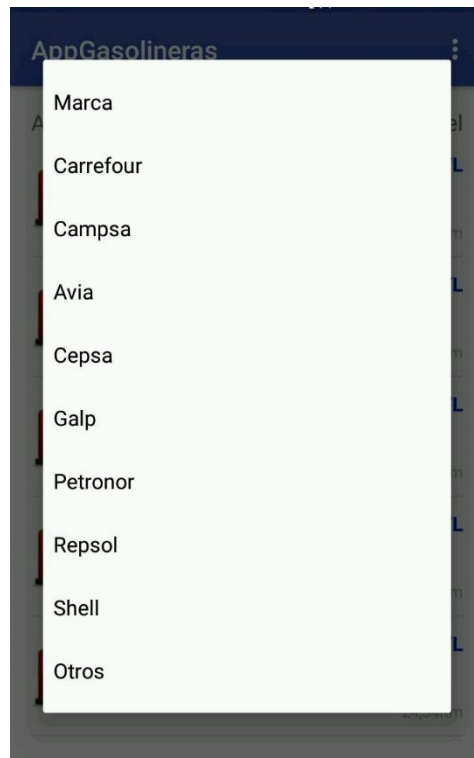 AppGasolineras
Marca
Carrefour
Campsa
Avia
Cepsa
Galp
Petronor
Repsol
Shell
Otros